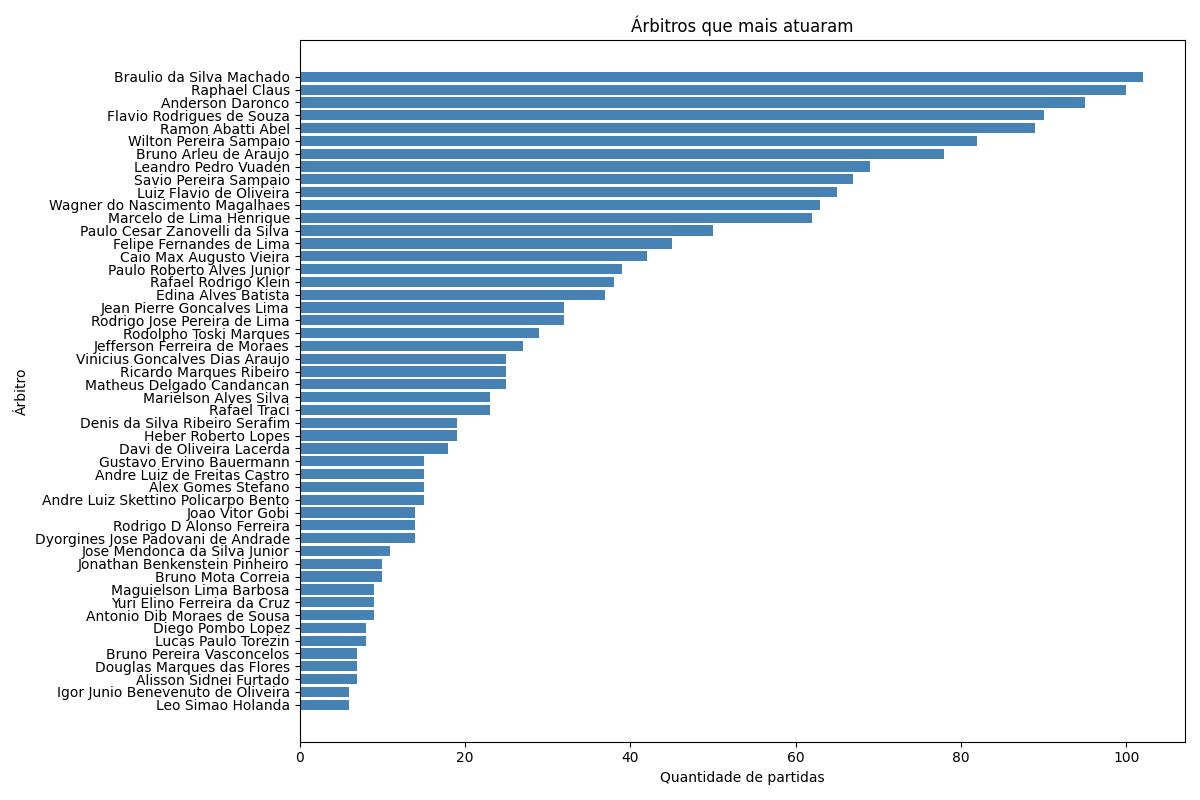 Árbitros que mais atuaram
Árbitro
Braulio da Silva Machado
Raphael Claus
Anderson Daronco
Flavio Rodrigues de Souza
Ramon Abatti Abel
Wilton Pereira Sampaio
Bruno Arleu de Araujo
Leandro Pedro Vuaden
Savio Pereira Sampaio
Luiz Flavio de Oliveira
Wagner do Nascimento Magalhaes
Marcelo de Lima Henrique
Paulo Cesar Zanovelli da Silva
Felipe Fernandes de Lima
Caio Max Augusto Vieira
Paulo Roberto Alves Junior
Rafael Rodrigo Klein
Edina Alves Batista
Jean Pierre Goncalves Lima
Rodrigo Jose Pereira de Lima
Rodolpho Toski Marques
Jefferson Ferreira de Moraes
Vinicius Goncalves Dias Araujo
Ricardo Marques Ribeiro
Matheus Delgado Candancan
Marielson Alves Silva
Rafael Traci
Denis da Silva Ribeiro Serafim
Heber Roberto Lopes
Davi de Oliveira Lacerda
Gustavo Ervino Bauermann
Andre Luiz de Freitas Castro
Alex Gomes Stefano
Andre Luiz Skettino Policarpo Bento
Joao Vitor Gobi
Rodrigo D Alonso Ferreira
Dyorgines Jose Padovani de Andrade
Jose Mendonca da Silva Junior
Jonathan Benkenstein Pinheiro
Bruno Mota Correia
Maguielson Lima Barbosa
Yuri Elino Ferreira da Cruz
Antonio Dib Moraes de Sousa
Diego Pombo Lopez
Lucas Paulo Torezin
Bruno Pereira Vasconcelos
Douglas Marques das Flores
Alisson Sidnei Furtado
Igor Junio Benevenuto de Oliveira
Leo Simao Holanda
0 20 40 60 80 100
Quantidade de partidas